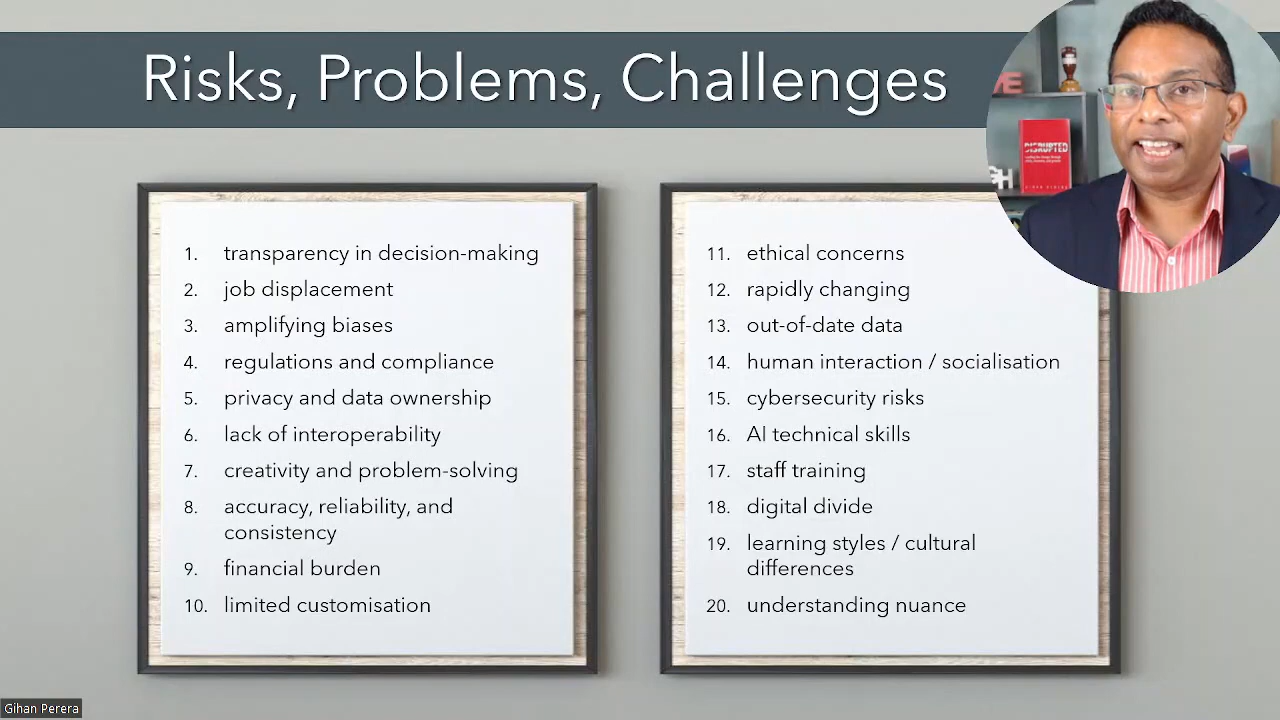 Risks, Problems, Challenges
1. transparency in decision-making
2. job displacement
3. amplifying biases
4. regulations and compliance
5. privacy and data ownership
6. lack of interoperability
7. creativity and problem-solving
8. accuracy, reliability, and
consistency
9. financial burden
10. limited customisation
11. ethical concerns
12. rapidly changing
13. out-of-date data
14. human interaction / socialisation
15. cybersecurity risks
16. AI technical skills
17. staff training
18. digital divide
19. learning styles / cultural
differences
20. understanding nuance
DISRUPTED
Gihan Perera